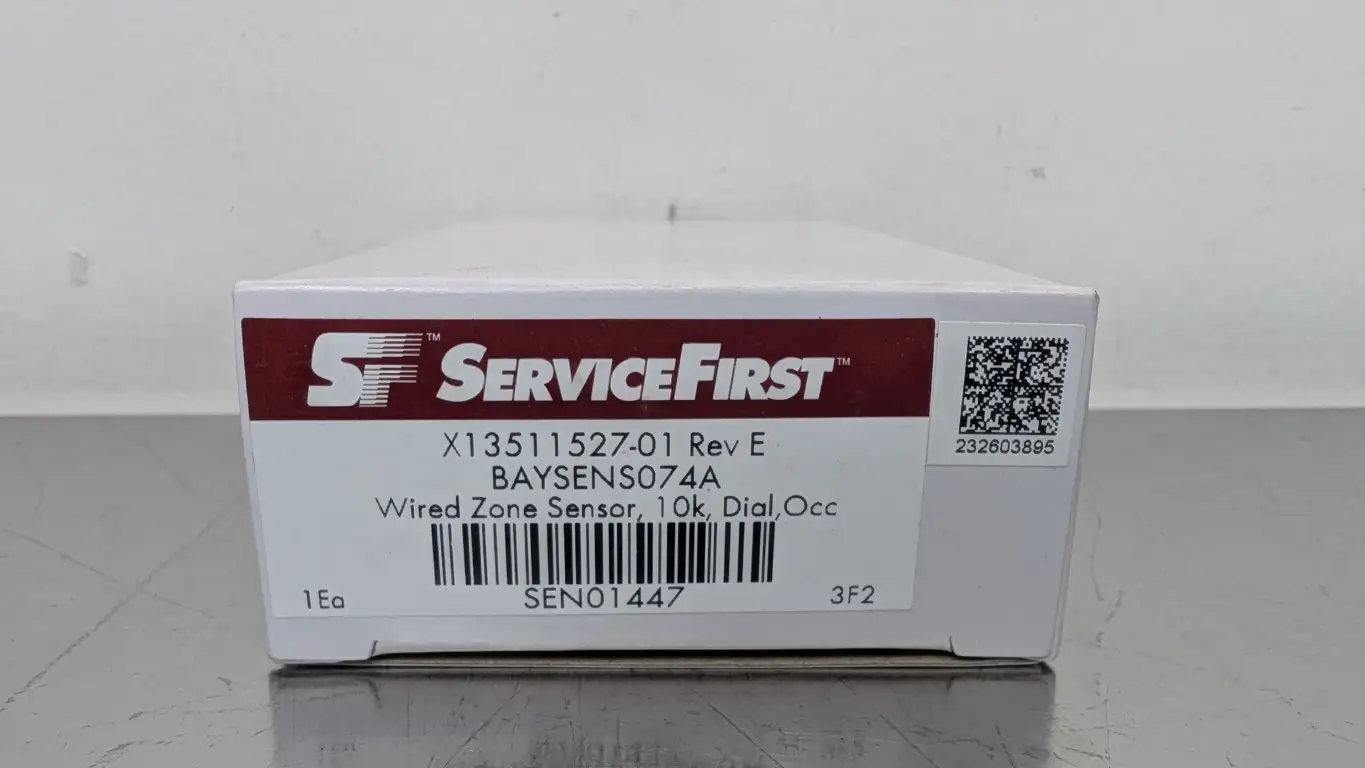 SF™ SERVICEFIRST™
X13511527-01 Rev E
BAYSENS074A
Wired Zone Sensor, 10k, Dial,Occ
SEN01447
1Ea
3F2
232603895